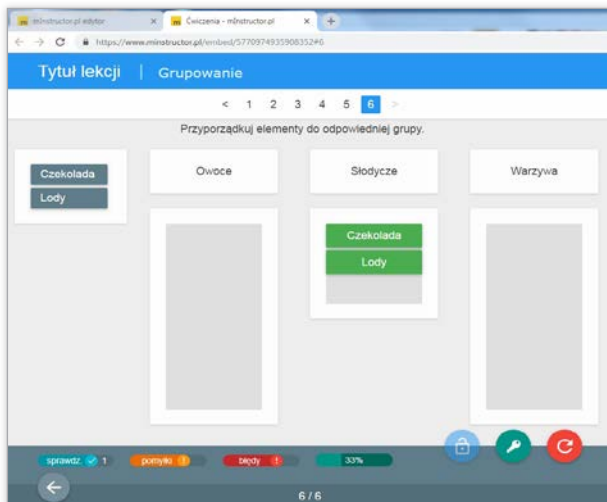 minstructor.pl edytor
Ćwiczenia - minstructor.pl
https://www.minstructor.pl/embed/5770974935908352#6
Tytuł lekcji | Grupowanie
< 1 2 3 4 5 6 >
Przyporządkuj elementy do odpowiedniej grupy.
Czekolada
Lody
Owoce
Słodycze
Warzywa
Czekolada
Lody
sprawdź 1
pomyłki
błędy
33%
6 / 6